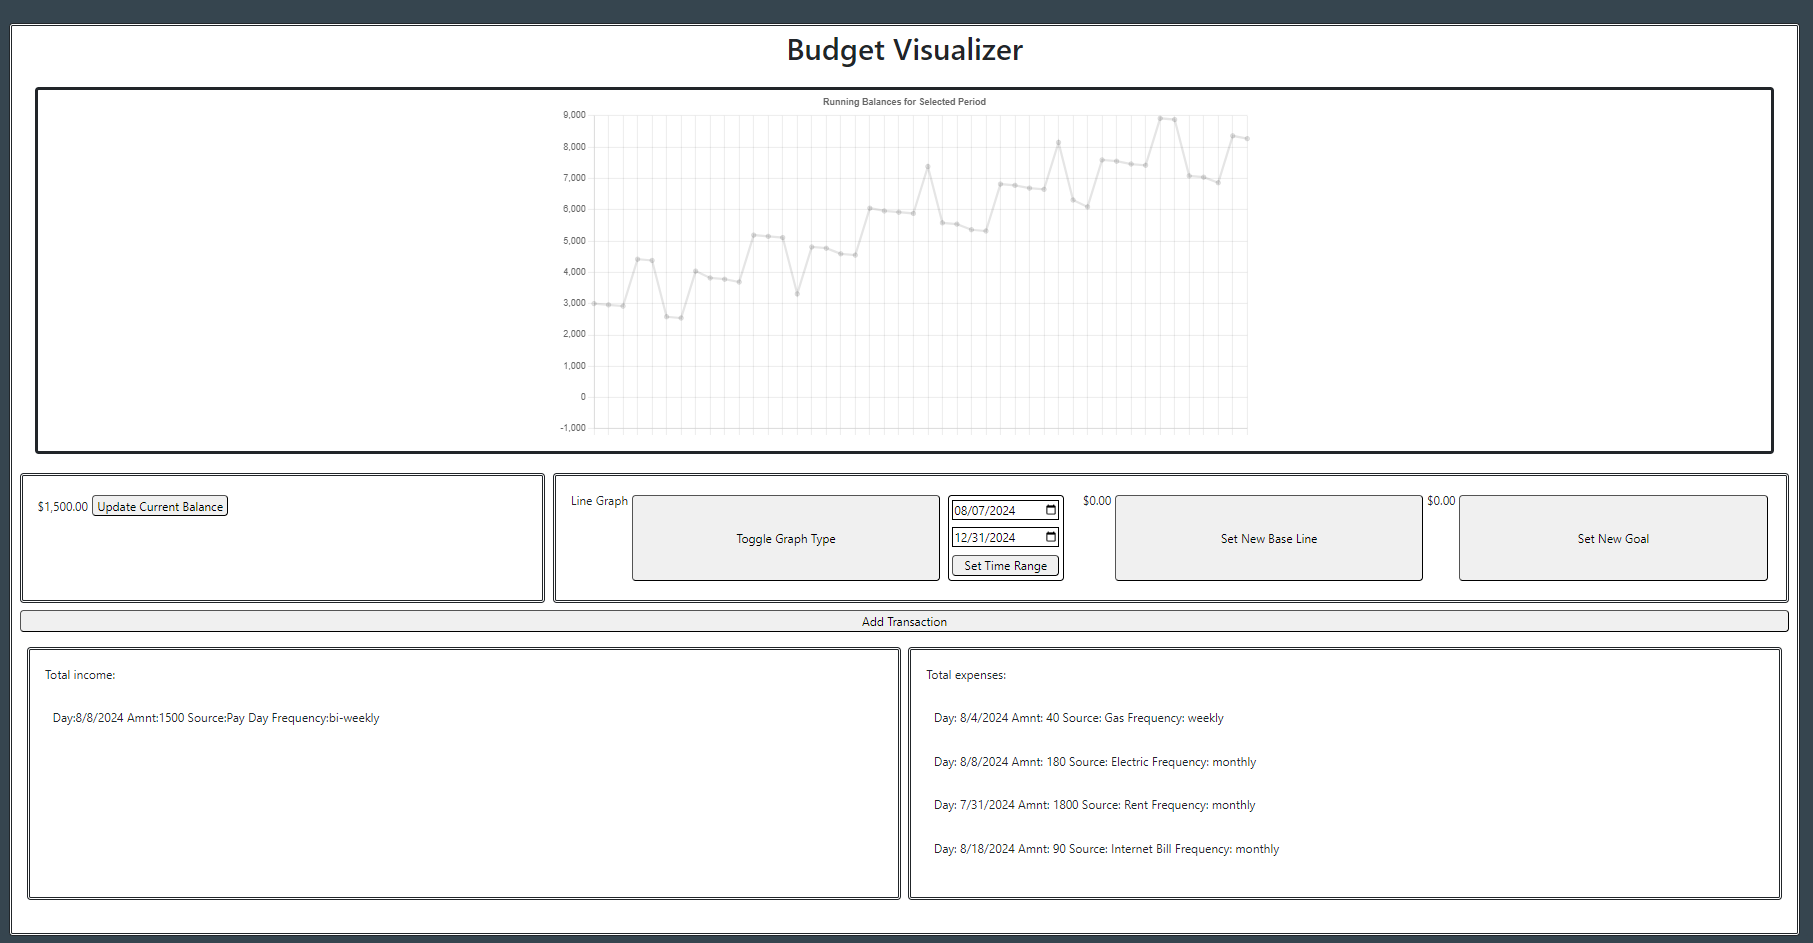 Budget Visualizer
Running Balances for Selected Period
9,000
8,000
7,000
6,000
5,000
4,000
3,000
2,000
1,000
0
-1,000
$1,500.00 Update Current Balance
Line Graph
Toggle Graph Type
08/07/2024
12/31/2024
Set Time Range
$0.00
Set New Base Line
$0.00
Set New Goal
Add Transaction
Total income:
Day:8/8/2024 Amnt:1500 Source:Pay Day Frequency:bi-weekly
Total expenses:
Day: 8/4/2024 Amnt: 40 Source: Gas Frequency: weekly
Day: 8/8/2024 Amnt: 180 Source: Electric Frequency: monthly
Day: 7/31/2024 Amnt: 1800 Source: Rent Frequency: monthly
Day: 8/18/2024 Amnt: 90 Source: Internet Bill Frequency: monthly